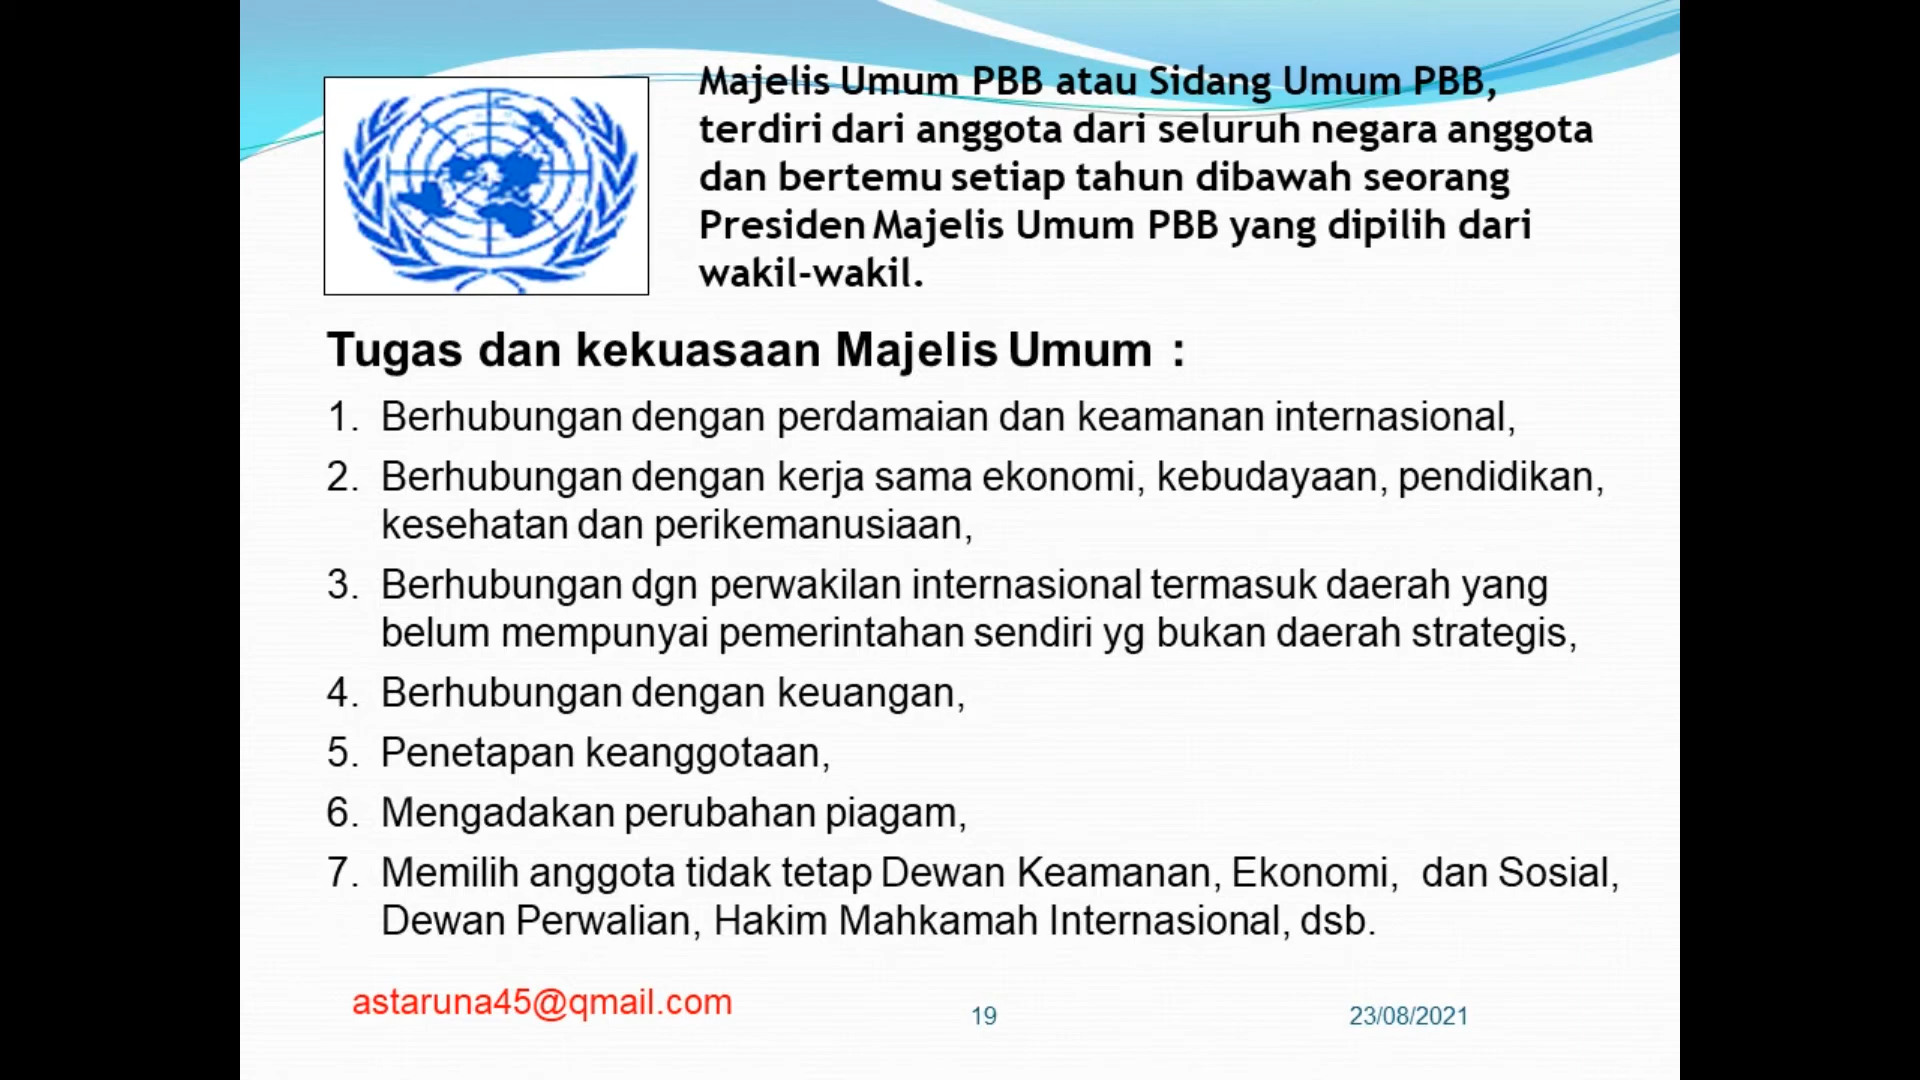 Majelis Umum PBB atau Sidang Umum PBB,
terdiri dari anggota dari seluruh negara anggota
dan bertemu setiap tahun dibawah seorang
Presiden Majelis Umum PBB yang dipilih dari
wakil-wakil.
Tugas dan kekuasaan Majelis Umum :
1. Berhubungan dengan perdamaian dan keamanan internasional,
2. Berhubungan dengan kerja sama ekonomi, kebudayaan, pendidikan,
kesehatan dan perikemanusiaan,
3. Berhubungan dgn perwakilan internasional termasuk daerah yang
belum mempunyai pemerintahan sendiri yg bukan daerah strategis,
4. Berhubungan dengan keuangan,
5. Penetapan keanggotaan,
6. Mengadakan perubahan piagam,
7. Memilih anggota tidak tetap Dewan Keamanan, Ekonomi, dan Sosial,
Dewan Perwalian, Hakim Mahkamah Internasional, dsb.
astaruna45@qmail.com
19
23/08/2021